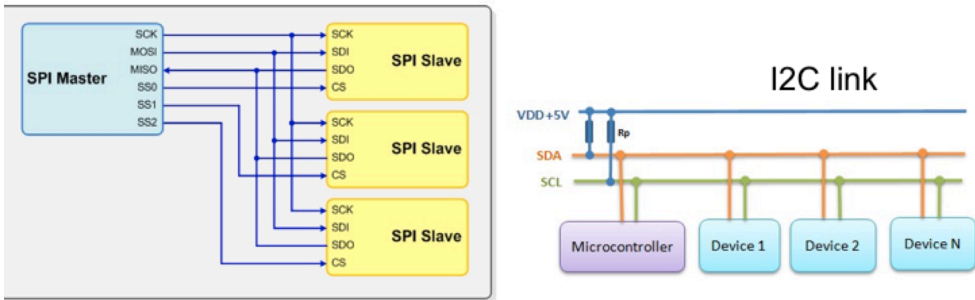 SPI Master
SCK
MOSI
MISO
SS0
SS1
SS2
SCK
SDI
SDO
CS
SPI Slave
SCK
SDI
SDO
CS
SPI Slave
SCK
SDI
SDO
CS
SPI Slave
I2C link
VDD +5V
Rp
SDA
SCL
Microcontroller
Device 1
Device 2
Device N